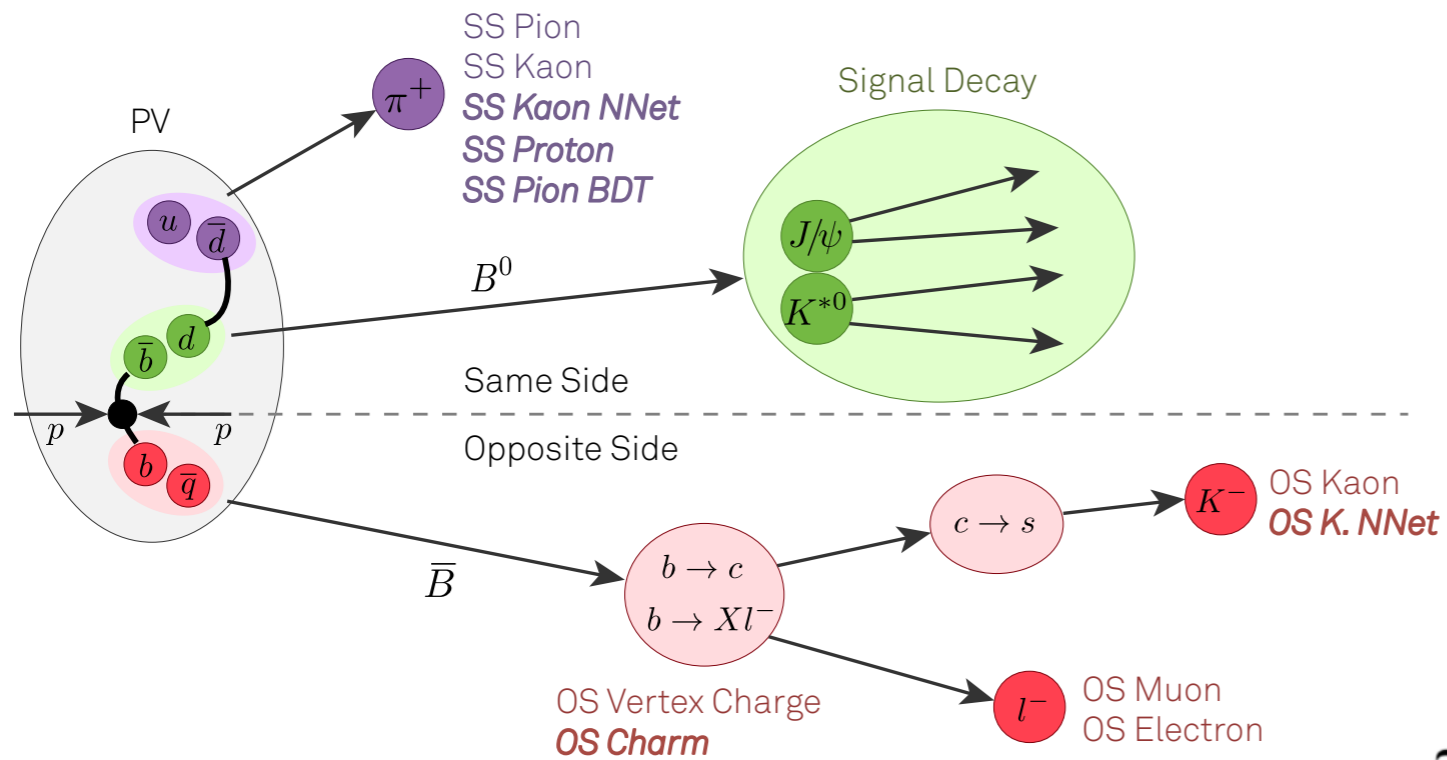 SS Pion
SS Kaon
SS Kaon NNet
SS Proton
SS Pion BDT
π⁺
PV
Signal Decay
u
d̅
J/ψ
B⁰
K*⁰
d
b̅
Same Side
p
p
Opposite Side
b
q̅
B̅
b → c
b → Xl⁻
c → s
K⁻
OS Kaon
OS K. NNet
OS Vertex Charge
OS Charm
l⁻
OS Muon
OS Electron